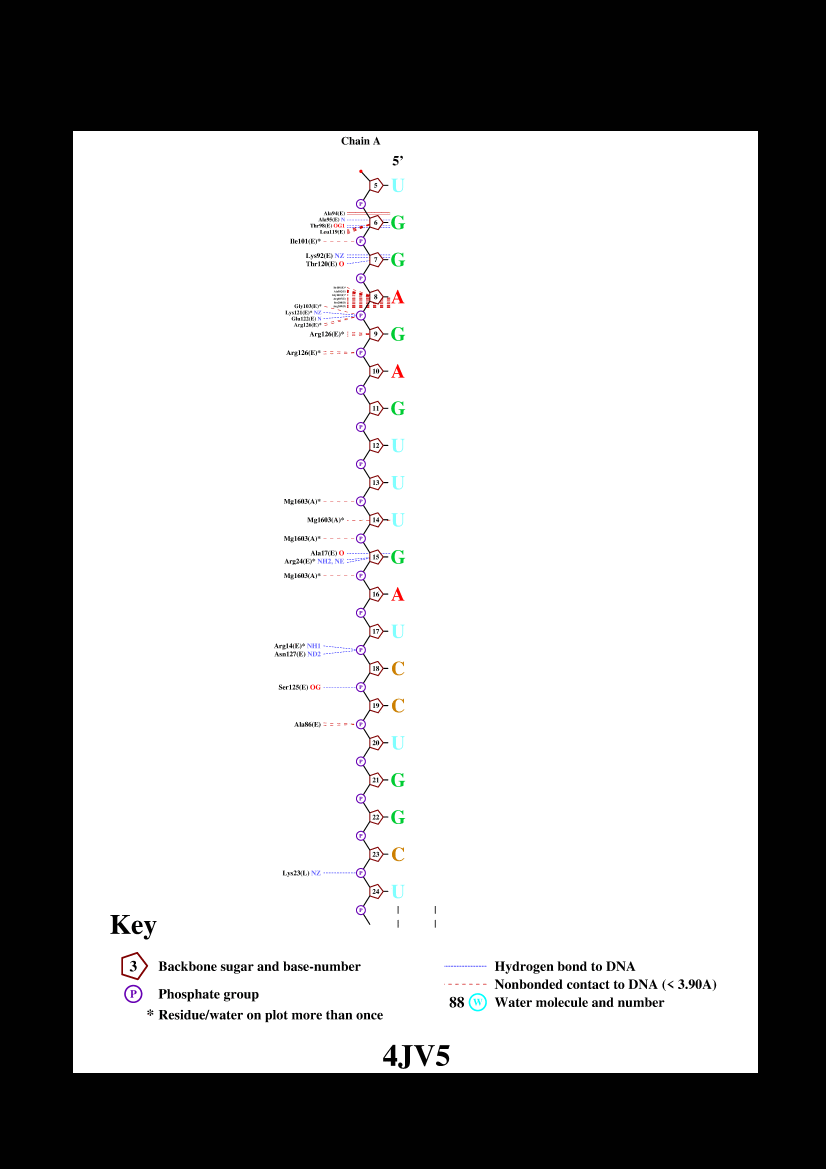 Chain A
5’
5 U
P
Ala94(E)
Ala95(E) N
Thr98(E) OG1
Leu119(E)
6 G
Ile101(E)* P
Lys92(E) NZ
Thr120(E) O
7 G
P
8 A
Gly103(E)*
Lys121(E)* NZ
Glu122(E) N
Arg126(E)*
P
Arg126(E)* 9 G
Arg126(E)* P
10 A
P
11 G
P
12 U
P
13 U
Mg1603(A)* P
Mg1603(A)* 14 U
Mg1603(A)* P
Ala17(E) O
Arg24(E)* NH2, NE
15 G
Mg1603(A)* P
16 A
P
17 U
Arg14(E)* NH1
Asn127(E) ND2
P
18 C
Ser125(E) OG P
19 C
Ala86(E) P
20 U
P
21 G
P
22 G
P
23 C
Lys23(L) NZ P
24 U
P
Key
3 Backbone sugar and base-number
P Phosphate group
* Residue/water on plot more than once
Hydrogen bond to DNA
Nonbonded contact to DNA (< 3.90A)
88 W Water molecule and number
4JV5